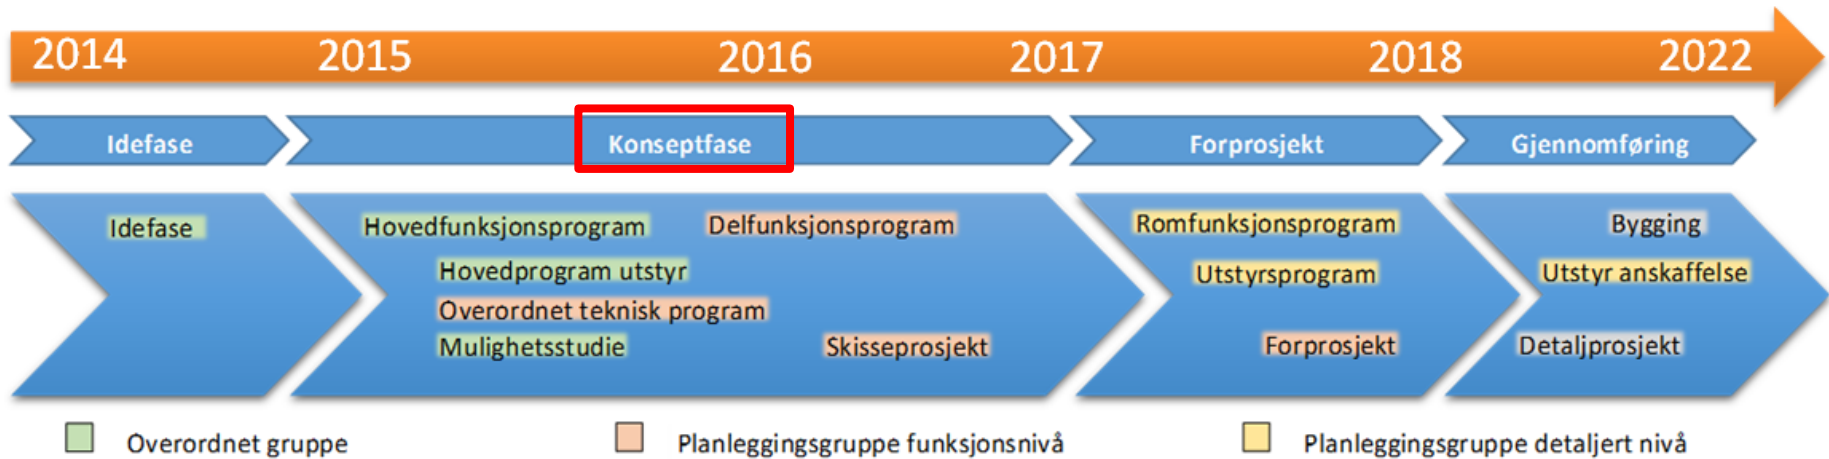 2014 2015 2016 2017 2018 2022
Idefase Konseptfase Forprosjekt Gjennomføring
Idefase Hovedfunksjonsprogram Delfunksjonsprogram Romfunksjonsprogram Bygging
Hovedprogram utstyr Utstyrsprogram Utstyr anskaffelse
Overordnet teknisk program
Mulighetsstudie Skisseprosjekt Forprosjekt Detaljprosjekt
Overordnet gruppe Planleggingsgruppe funksjonsnivå Planleggingsgruppe detaljert nivå